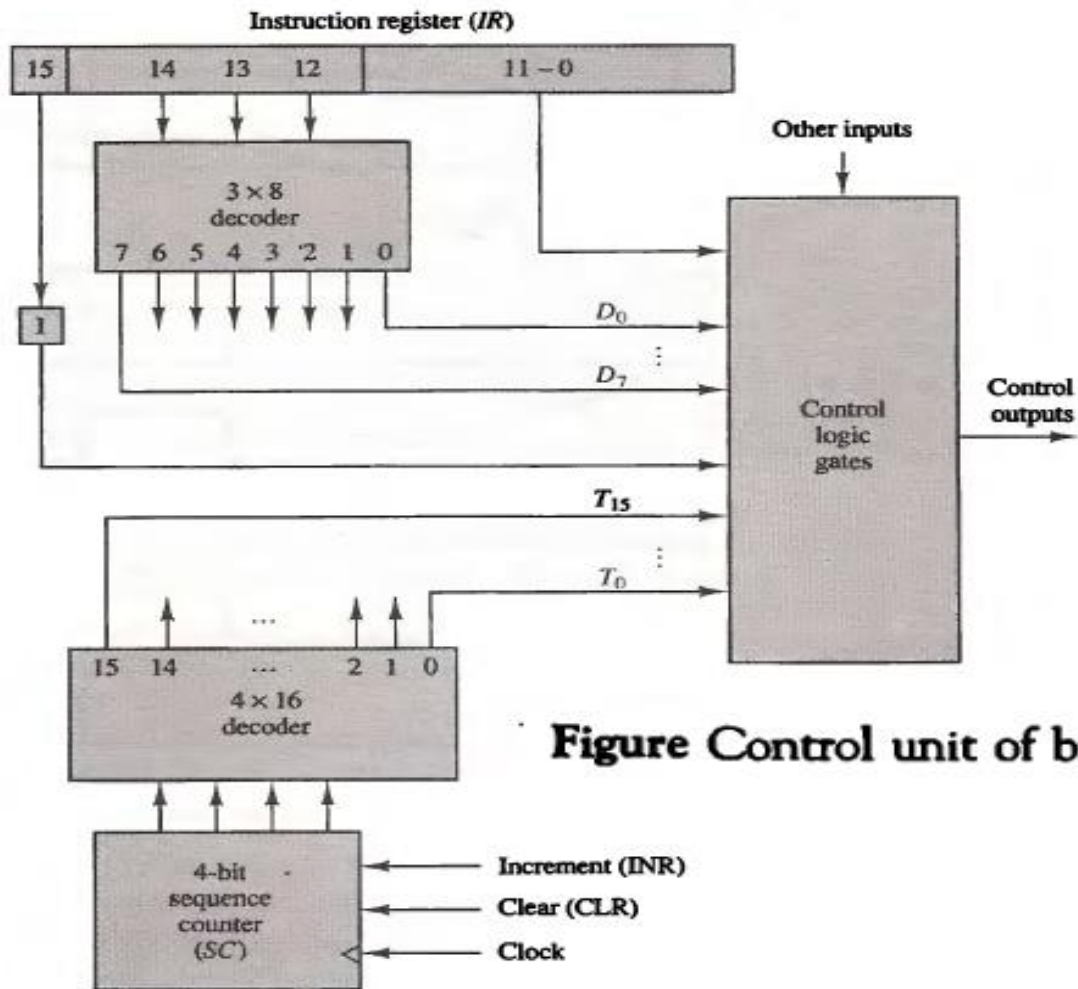 Instruction register (IR)
15 14 13 12 11 – 0
Other inputs
3 × 8
decoder
7 6 5 4 3 2 1 0
1
D0
⋮
D7
Control
logic
gates
Control
outputs
T15
⋮
T0
...
15 14 ... 2 1 0
4 × 16
decoder
Figure Control unit of b
4-bit
sequence
counter
(SC)
Increment (INR)
Clear (CLR)
Clock